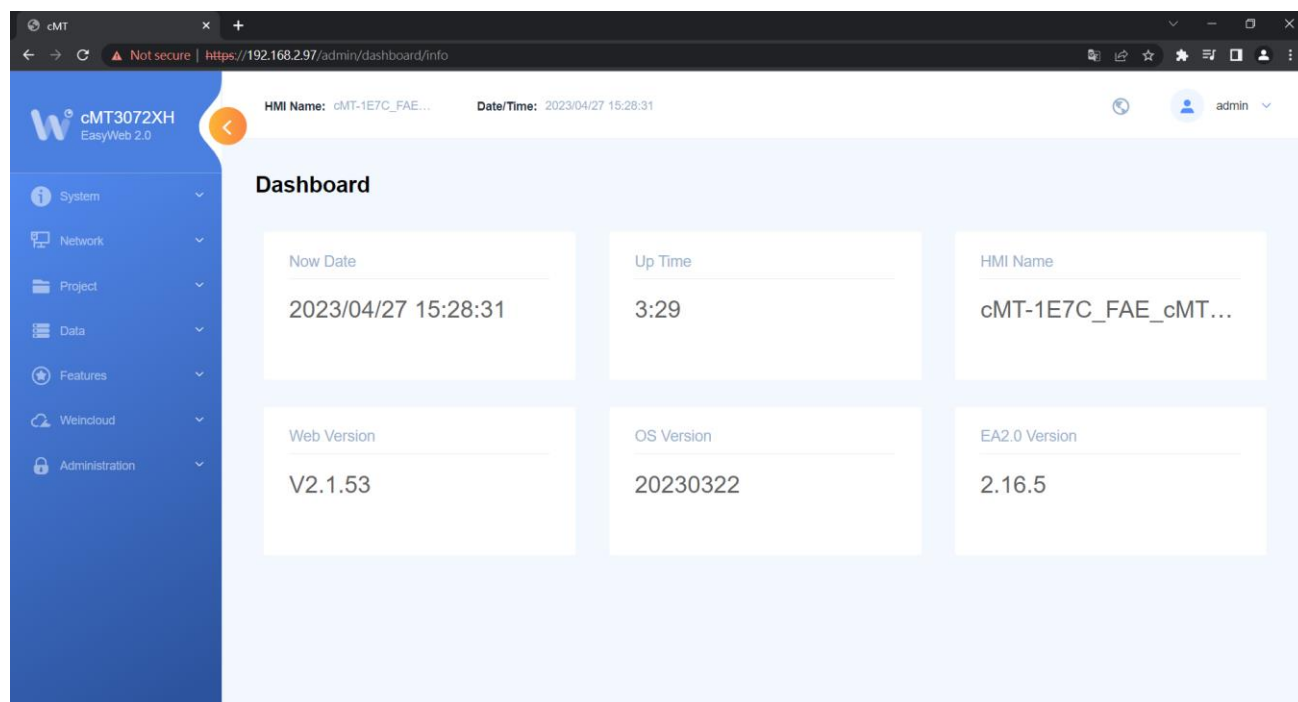 cMT
Not secure | https://192.168.2.97/admin/dashboard/info
cMT3072XH
EasyWeb 2.0
HMI Name: cMT-1E7C_FAE... Date/Time: 2023/04/27 15:28:31
admin
System
Network
Project
Data
Features
Weincloud
Administration
Dashboard
Now Date
2023/04/27 15:28:31
Up Time
3:29
HMI Name
cMT-1E7C_FAE_cMT...
Web Version
V2.1.53
OS Version
20230322
EA2.0 Version
2.16.5